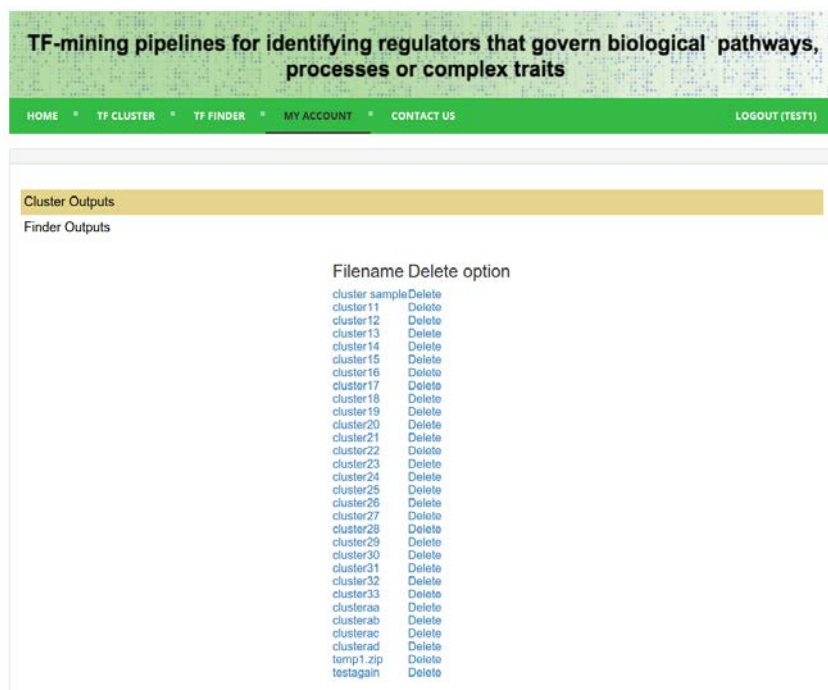 TF-mining pipelines for identifying regulators that govern biological pathways,
processes or complex traits
HOME TF CLUSTER TF FINDER MY ACCOUNT CONTACT US LOGOUT (TEST1)
Cluster Outputs
Finder Outputs
Filename Delete option
cluster sample Delete
cluster11 Delete
cluster12 Delete
cluster13 Delete
cluster14 Delete
cluster15 Delete
cluster16 Delete
cluster17 Delete
cluster18 Delete
cluster19 Delete
cluster20 Delete
cluster21 Delete
cluster22 Delete
cluster23 Delete
cluster24 Delete
cluster25 Delete
cluster26 Delete
cluster27 Delete
cluster28 Delete
cluster29 Delete
cluster30 Delete
cluster31 Delete
cluster32 Delete
cluster33 Delete
clusteraa Delete
clusterab Delete
clusterac Delete
clusterad Delete
temp1.zip Delete
testagain Delete